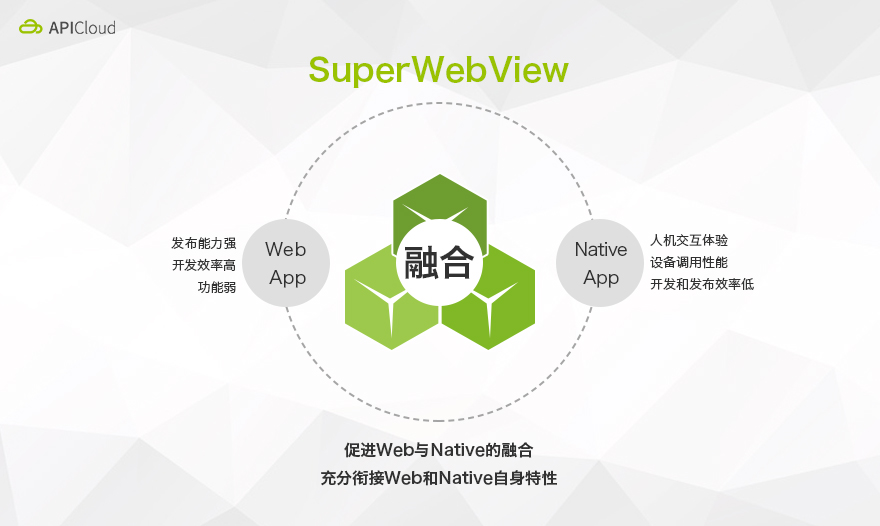 APICloud
SuperWebView
发布能力强
开发效率高
功能弱
Web
App
融合
Native
App
人机交互体验
设备调用性能
开发和发布效率低
促进Web与Native的融合
充分衔接Web和Native自身特性